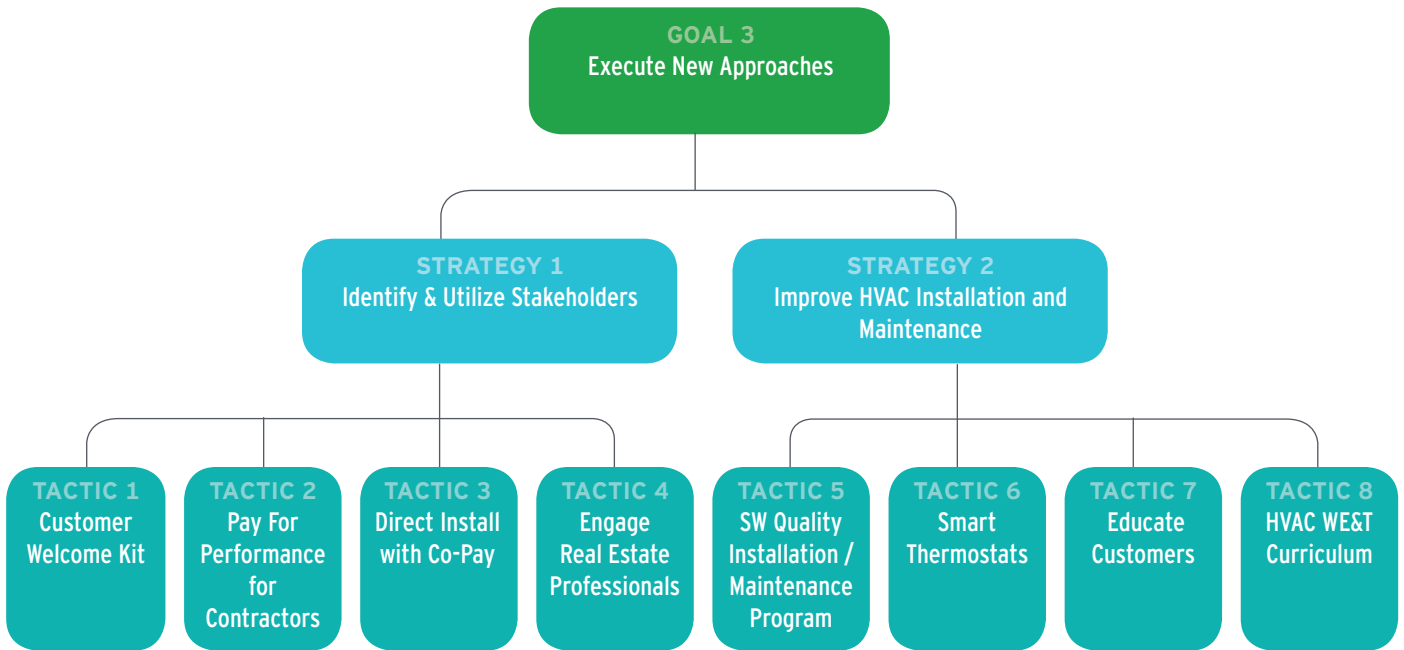 GOAL 3
Execute New Approaches
STRATEGY 1
Identify & Utilize Stakeholders
STRATEGY 2
Improve HVAC Installation and
Maintenance
TACTIC 1
Customer
Welcome Kit
TACTIC 2
Pay For
Performance
for
Contractors
TACTIC 3
Direct Install
with Co-Pay
TACTIC 4
Engage
Real Estate
Professionals
TACTIC 5
SW Quality
Installation /
Maintenance
Program
TACTIC 6
Smart
Thermostats
TACTIC 7
Educate
Customers
TACTIC 8
HVAC WE&T
Curriculum